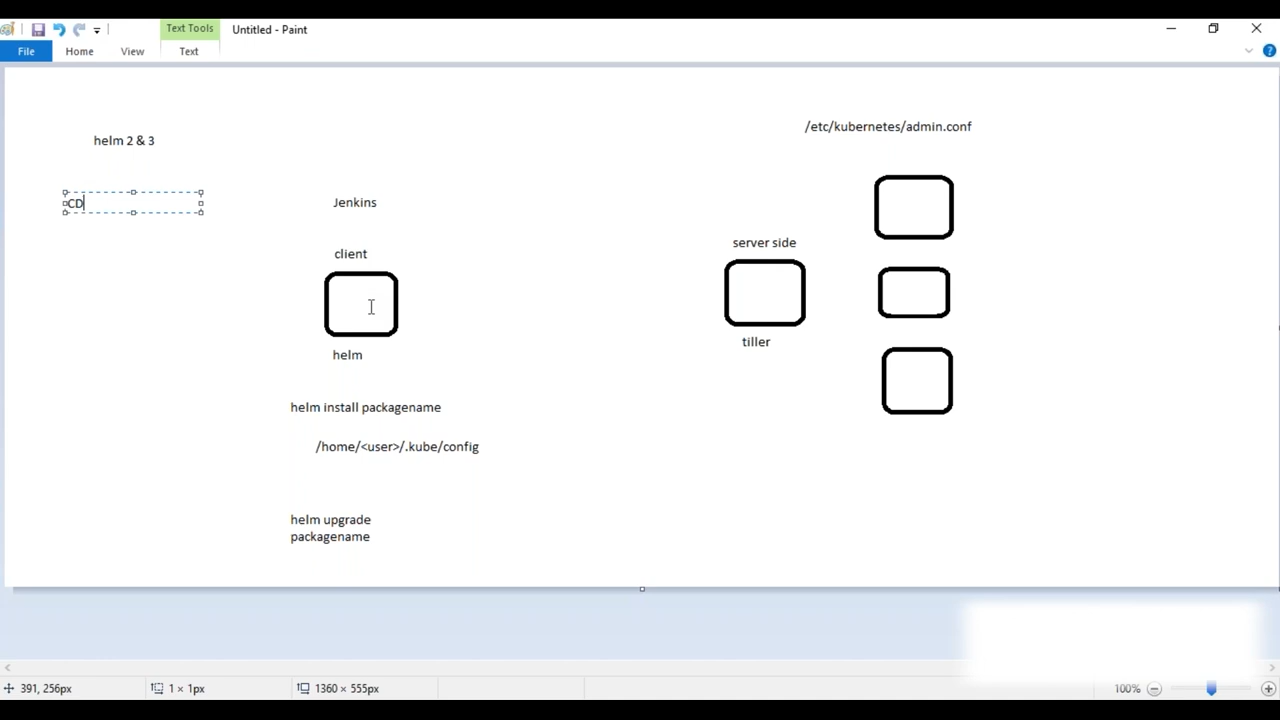 Text Tools
Untitled - Paint
File
Home
View
Text
helm 2 & 3
/etc/kubernetes/admin.conf
CD
Jenkins
client
server side
helm
tiller
helm install packagename
/home/<user>/.kube/config
helm upgrade
packagename
391, 256px
1 × 1px
1360 × 555px
100%